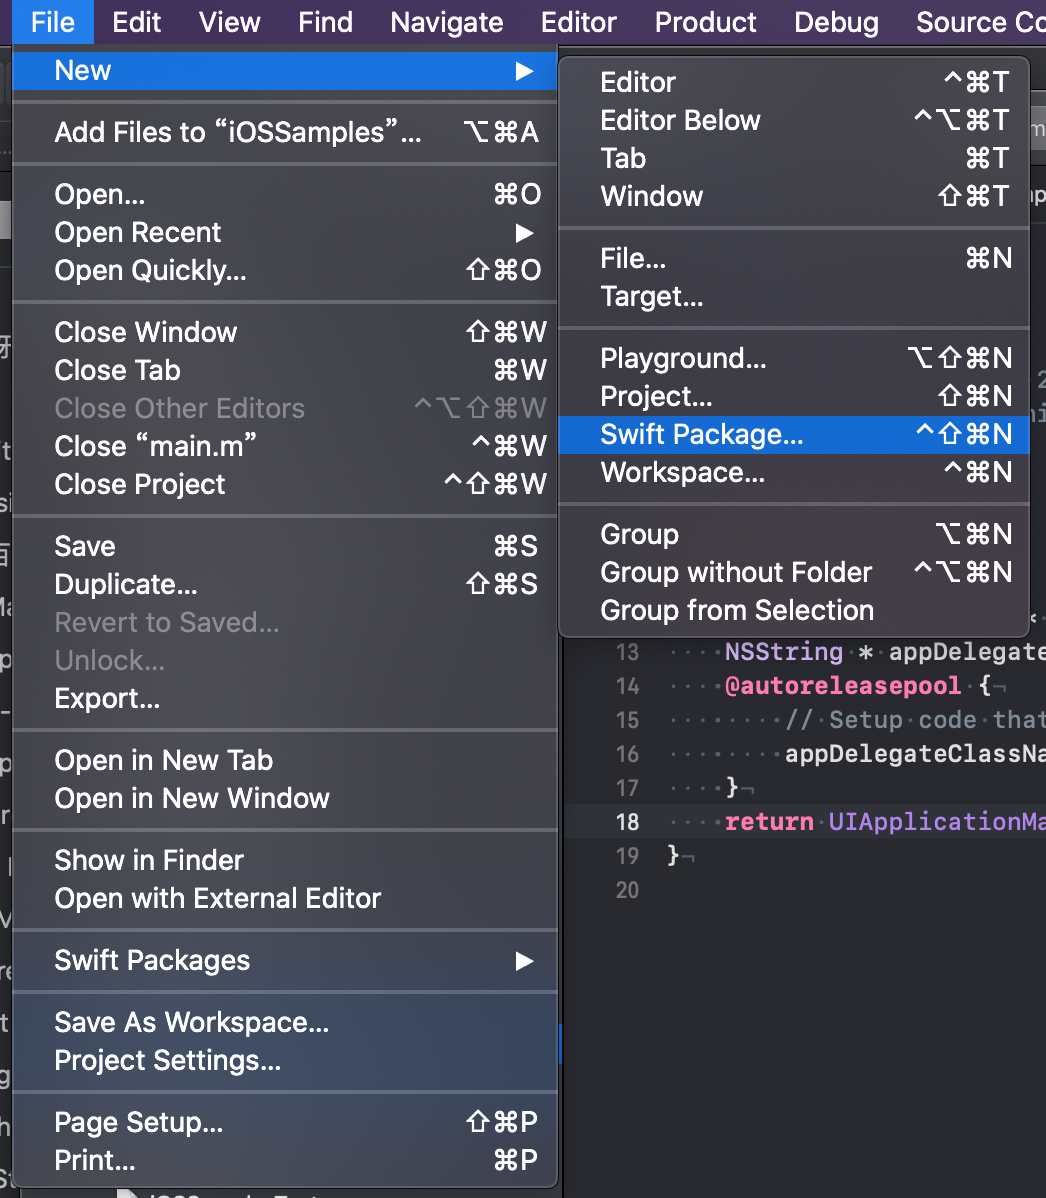 File Edit View Find Navigate Editor Product Debug Source Co
New ▶
Add Files to “iOSSamples”... ⌥⌘A
Open... ⌘O
Open Recent ▶
Open Quickly... ⇧⌘O
Close Window ⇧⌘W
Close Tab ⌘W
Close Other Editors ^⌥⇧⌘W
Close “main.m” ^⌘W
Close Project ^⇧⌘W
Save ⌘S
Duplicate... ⇧⌘S
Revert to Saved...
Unlock...
Export...
Open in New Tab
Open in New Window
Show in Finder
Open with External Editor
Swift Packages ▶
Save As Workspace...
Project Settings...
Page Setup... ⇧⌘P
Print... ⌘P
Editor ^⌘T
Editor Below ^⌥⌘T
Tab ⌘T
Window ⇧⌘T
File... ⌘N
Target...
Playground... ⌥⇧⌘N
Project... ⇧⌘N
Swift Package... ^⇧⌘N
Workspace... ^⌘N
Group ⌥⌘N
Group without Folder ^⌥⌘N
Group from Selection
13 NSString * appDelegate
14 @autoreleasepool {¬
15 // Setup code that
16 appDelegateClassNa
17 }¬
18 return UIApplicationMa
19 }¬
20